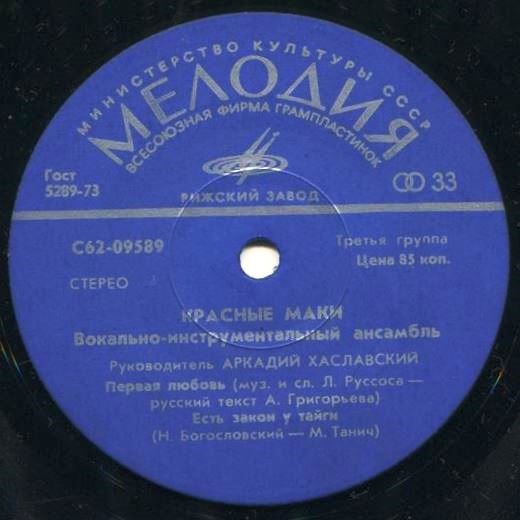 МИНИСТЕРСТВО КУЛЬТУРЫ СССР
МЕЛОДИЯ
ВСЕСОЮЗНАЯ ФИРМА ГРАМПЛАСТИНОК
Гост
5289-73
РИЖСКИЙ ЗАВОД
33
С62-09589
Третья группа
Цена 85 коп.
СТЕРЕО
КРАСНЫЕ МАКИ
Вокально-инструментальный ансамбль
Руководитель АРКАДИЙ ХАСЛАВСКИЙ
Первая любовь (муз. и сл. Л. Руссоса —
русский текст А. Григорьева)
Есть закон у тайги
(Н. Богословский — М. Танич)